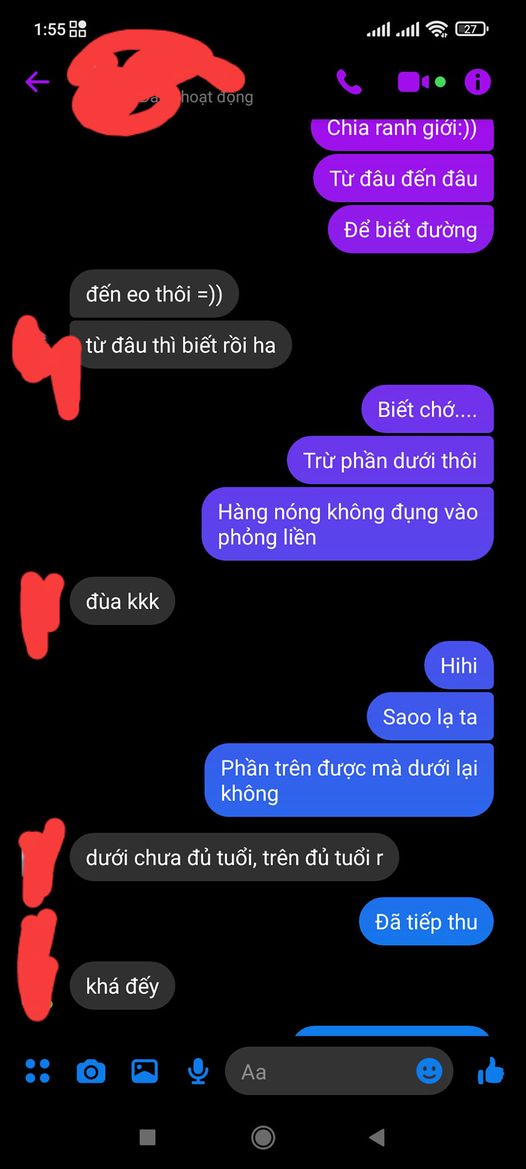 1:55
27
hoạt động
Chia ranh giới:))
Từ đâu đến đâu
Để biết đường
đến eo thôi =))
từ đâu thì biết rồi ha
Biết chớ....
Trừ phần dưới thôi
Hàng nóng không đụng vào
phỏng liền
đùa kkk
Hihi
Saoo lạ ta
Phần trên được mà dưới lại
không
dưới chưa đủ tuổi, trên đủ tuổi r
Đã tiếp thu
khá đếy
Aa